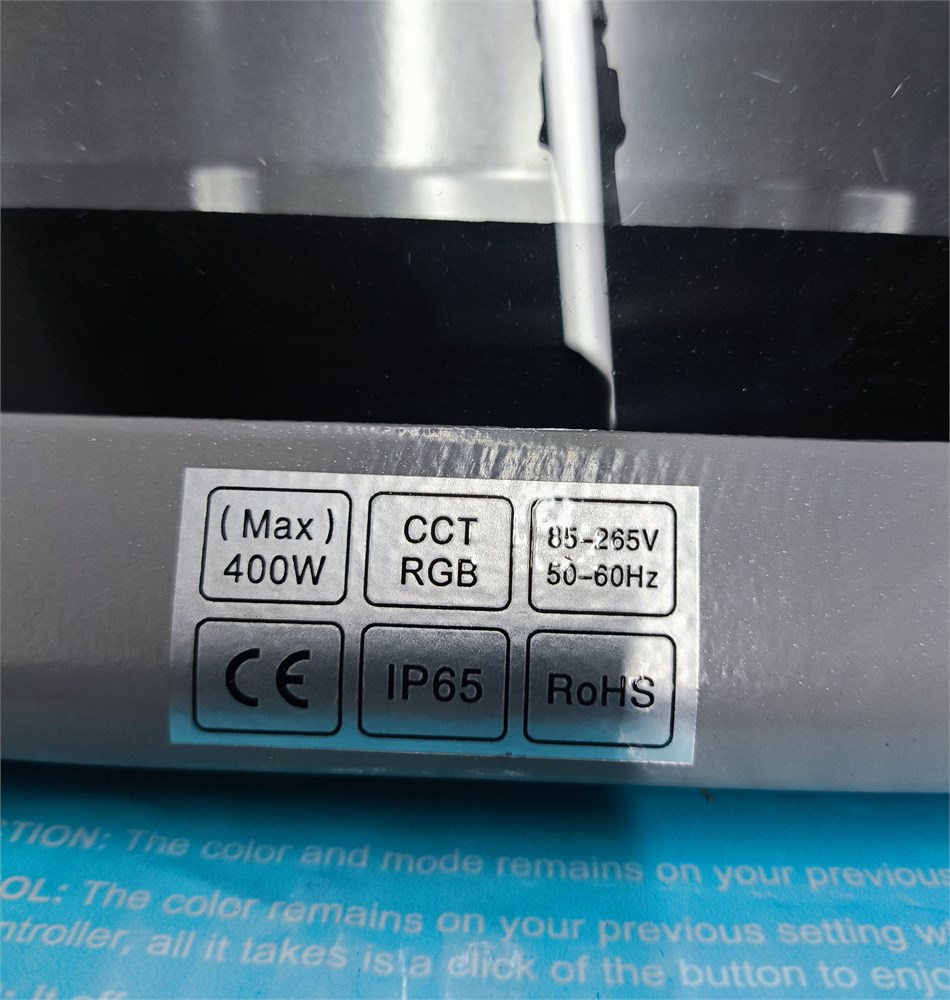 (Max)
400W
CCT
RGB
85-265V
50-60Hz
CE
IP65
RoHS
TION: The color and mode remains on your previous
OL: The color remains on your previous setting w
ntroller, all it takes is a click of the button to enjo